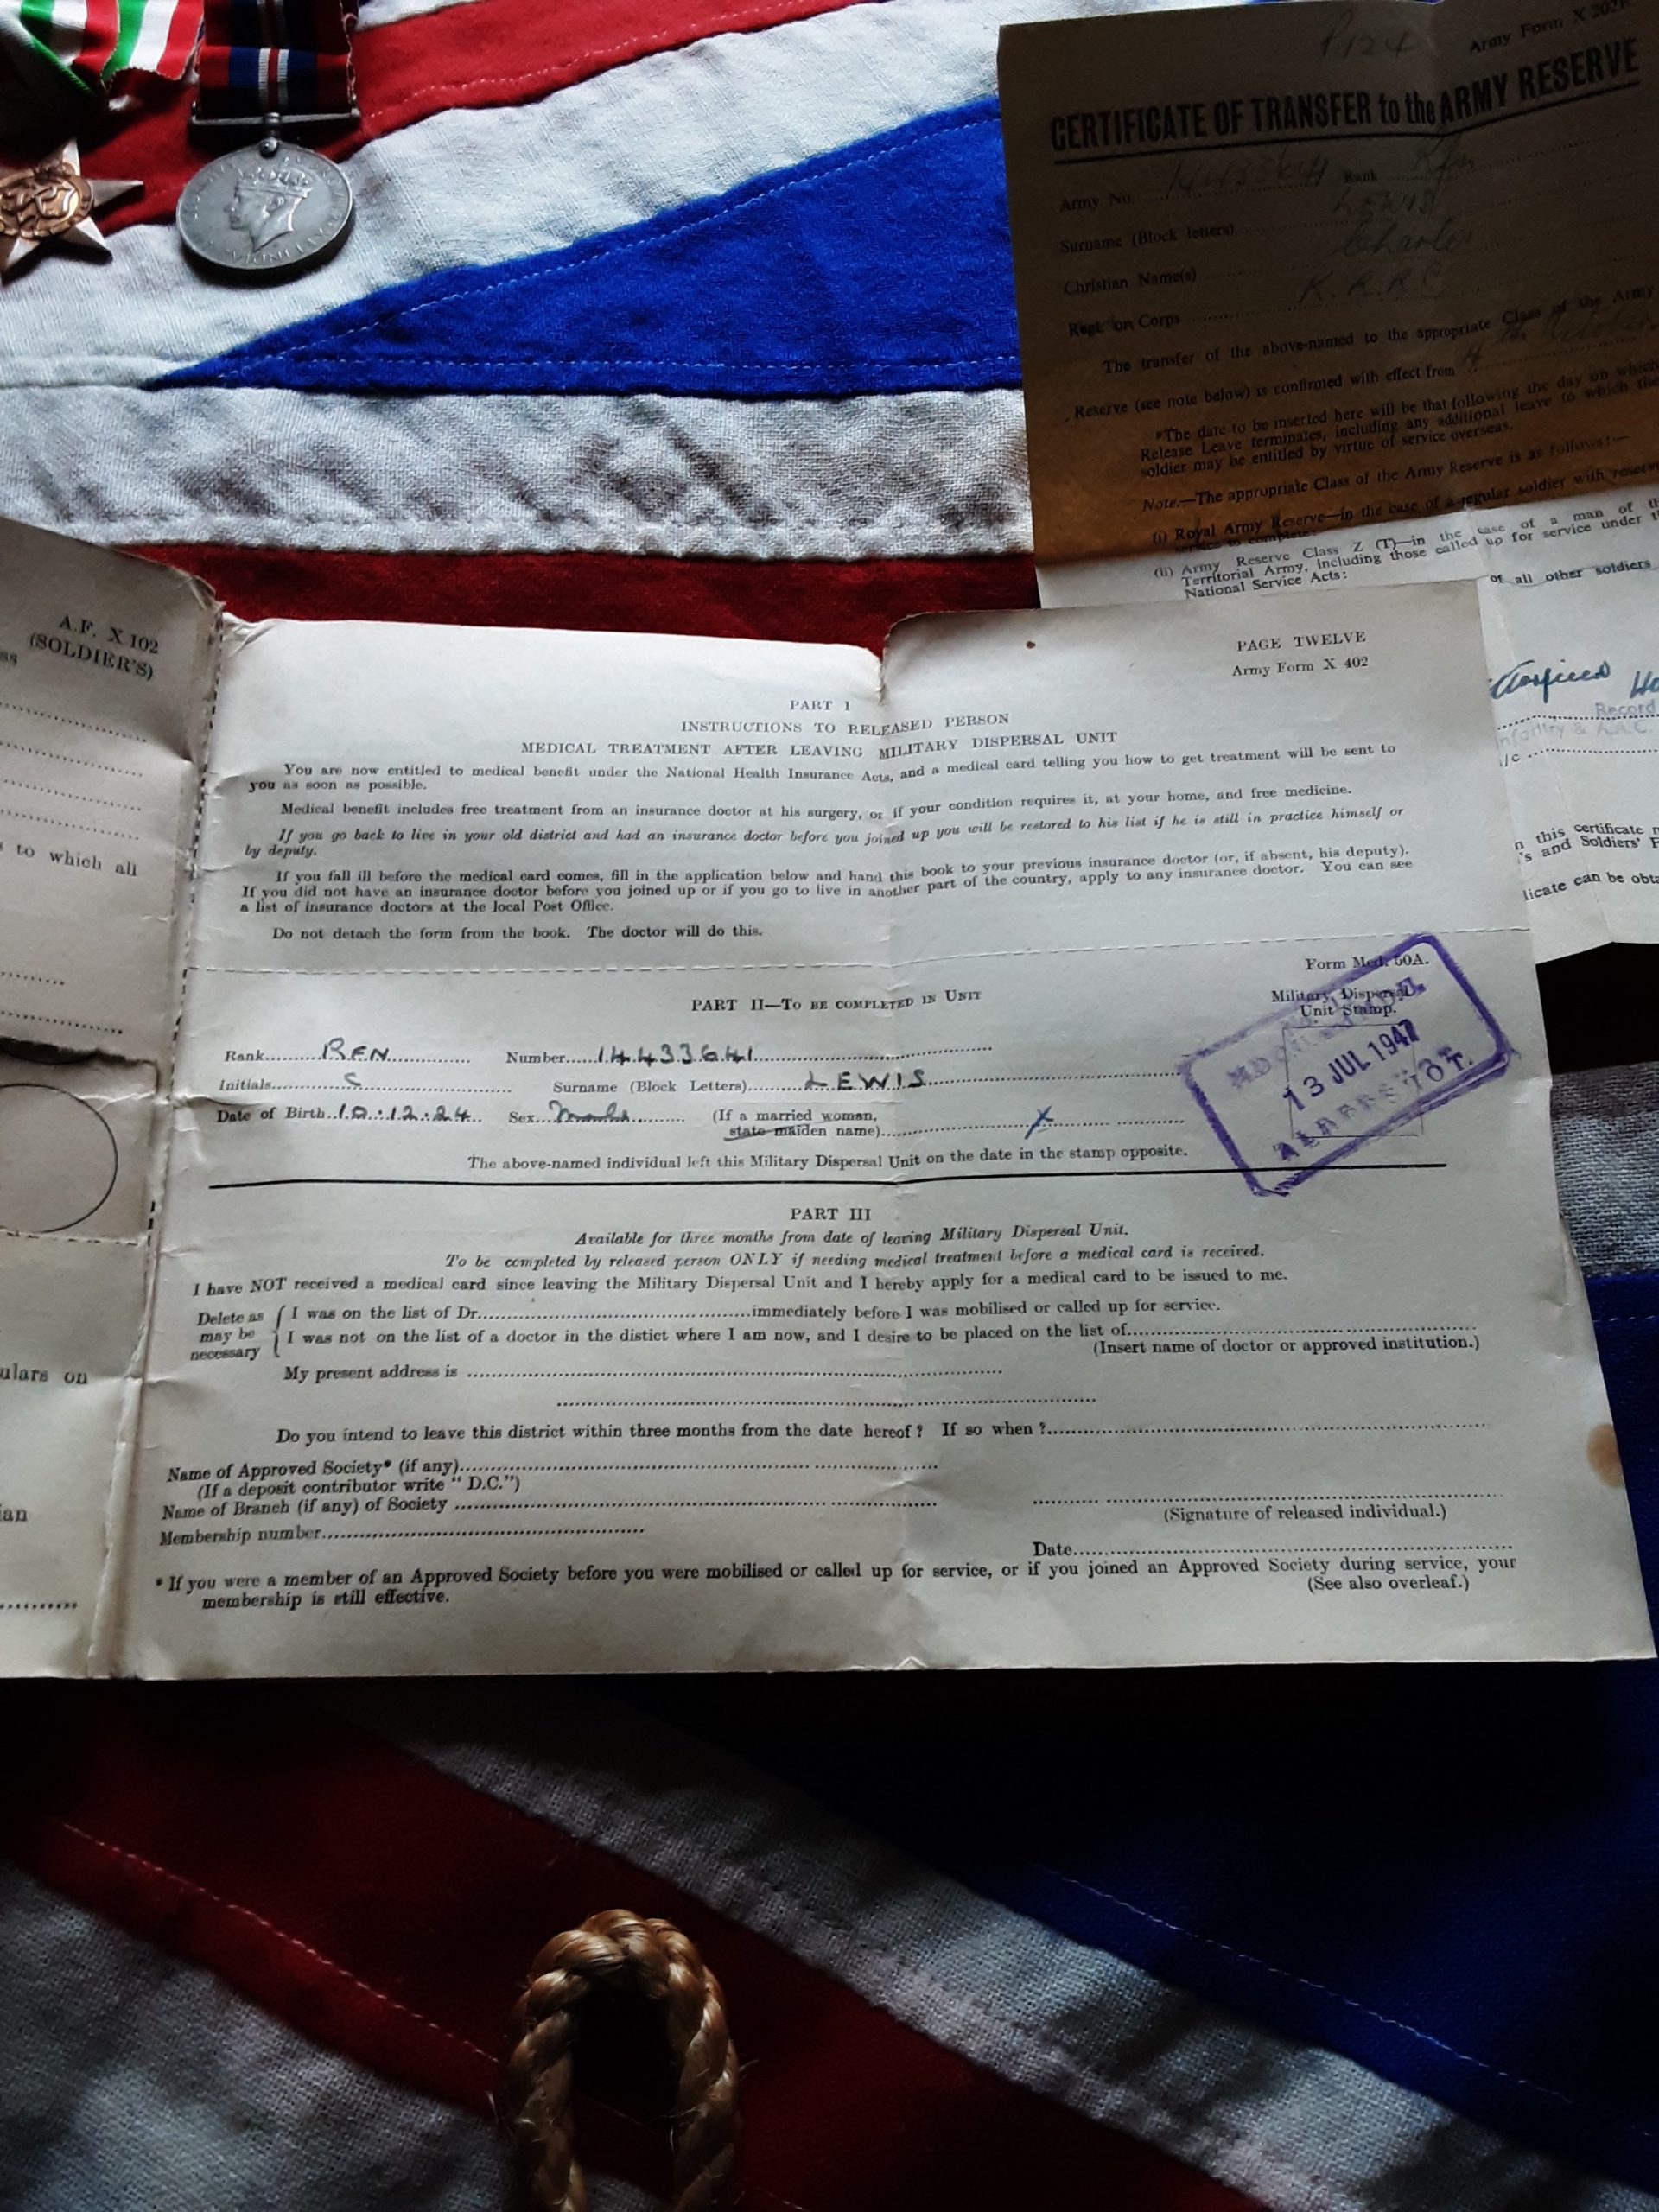 P124
Army Form X 202
CERTIFICATE OF TRANSFER to the ARMY RESERVE
Army No. 14433641 Rank Rfn
Surname (Block letters) LEWIS
Christian Name(s) Charles
Regt. or Corps K.R.R.C
The transfer of the above-named to the appropriate Class of the Army
Reserve (see note below) is confirmed with effect from 4 th October
*The date to be inserted here will be that following the day on which
Release Leave terminates, including any additional leave to which the
soldier may be entitled by virtue of service overseas.
Note.—The appropriate Class of the Army Reserve is as follows:—
(i) Royal Army Reserve—in the case of a regular soldier with reserve
service to complete:
(ii) Army Reserve Class Z (T)—in the case of a man of the
Territorial Army, including those called up for service under the
National Service Acts:
of all other soldiers
Record
Infantry & A.A.C.
i/c
n this certificate
's and Soldiers'
licate can be obta
A.F. X 102
(SOLDIER'S)
s to which all
ulars on
ian
PAGE TWELVE
Army Form X 402
PART I
INSTRUCTIONS TO RELEASED PERSON
MEDICAL TREATMENT AFTER LEAVING MILITARY DISPERSAL UNIT
You are now entitled to medical benefit under the National Health Insurance Acts, and a medical card telling you how to get treatment will be sent to
you as soon as possible.
Medical benefit includes free treatment from an insurance doctor at his surgery, or if your condition requires it, at your home, and free medicine.
If you go back to live in your old district and had an insurance doctor before you joined up you will be restored to his list if he is still in practice himself or
by deputy.
If you fall ill before the medical card comes, fill in the application below and hand this book to your previous insurance doctor (or, if absent, his deputy).
If you did not have an insurance doctor before you joined up or if you go to live in another part of the country, apply to any insurance doctor. You can see
a list of insurance doctors at the local Post Office.
Do not detach the form from the book. The doctor will do this.
Form Med. 50A.
PART II—TO BE COMPLETED IN UNIT
Military Dispersal
Unit Stamp.
13 JUL 1947
Rank RFN Number 14433641
Initials C Surname (Block Letters) LEWIS
Date of Birth 10.12.24 Sex Male (If a married woman,
state maiden name) X
The above-named individual left this Military Dispersal Unit on the date in the stamp opposite.
PART III
Available for three months from date of leaving Military Dispersal Unit.
To be completed by released person ONLY if needing medical treatment before a medical card is received.
I have NOT received a medical card since leaving the Military Dispersal Unit and I hereby apply for a medical card to be issued to me.
Delete as may be necessary
I was on the list of Dr. immediately before I was mobilised or called up for service.
I was not on the list of a doctor in the distict where I am now, and I desire to be placed on the list of
(Insert name of doctor or approved institution.)
My present address is
Do you intend to leave this district within three months from the date hereof? If so when?
Name of Approved Society* (if any)
(If a deposit contributor write "D.C.")
Name of Branch (if any) of Society
(Signature of released individual.)
Membership number
Date
* If you were a member of an Approved Society before you were mobilised or called up for service, or if you joined an Approved Society during service, your
membership is still effective.
(See also overleaf.)